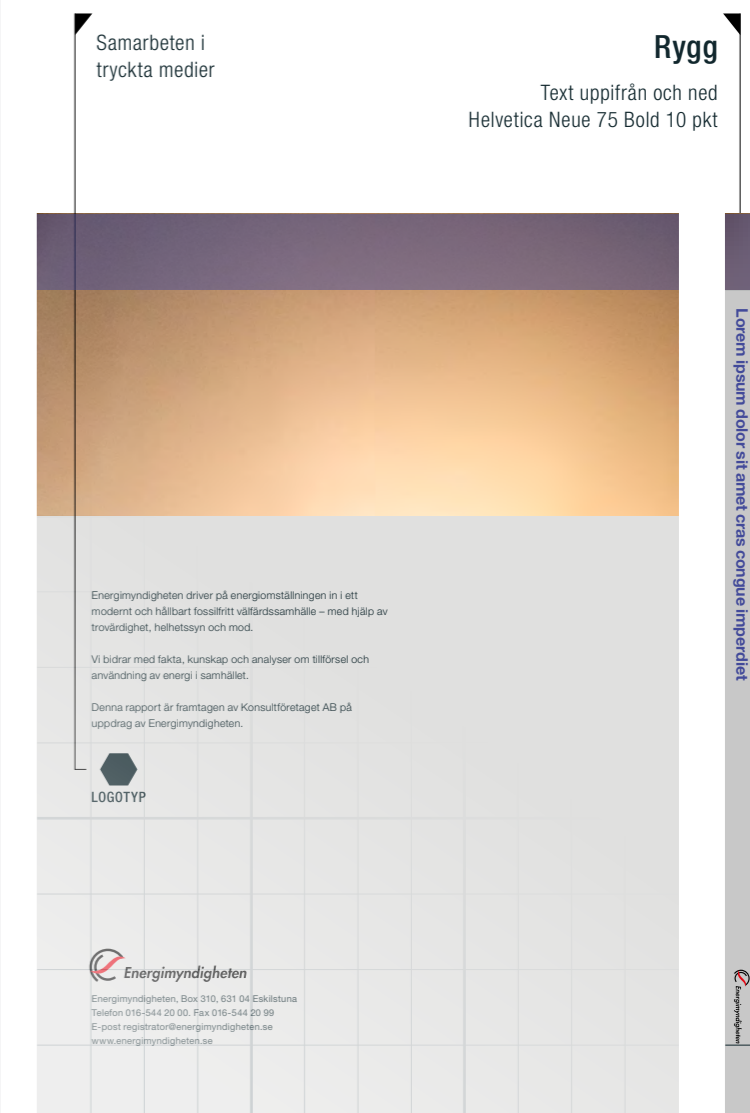 Samarbeten i
tryckta medier
Rygg
Text uppifrån och ned
Helvetica Neue 75 Bold 10 pkt
Energimyndigheten driver på energiomställningen in i ett
modernt och hållbart fossilfritt välfärdssamhälle – med hjälp av
trovärdighet, helhetssyn och mod.
Vi bidrar med fakta, kunskap och analyser om tillförsel och
användning av energi i samhället.
Denna rapport är framtagen av Konsultföretaget AB på
uppdrag av Energimyndigheten.
LOGOTYP
Energimyndigheten
Energimyndigheten, Box 310, 631 04 Eskilstuna
Telefon 016-544 20 00. Fax 016-544 20 99
E-post registrator@energimyndigheten.se
www.energimyndigheten.se
Lorem ipsum dolor sit amet cras congue imperdiet
Energimyndigheten